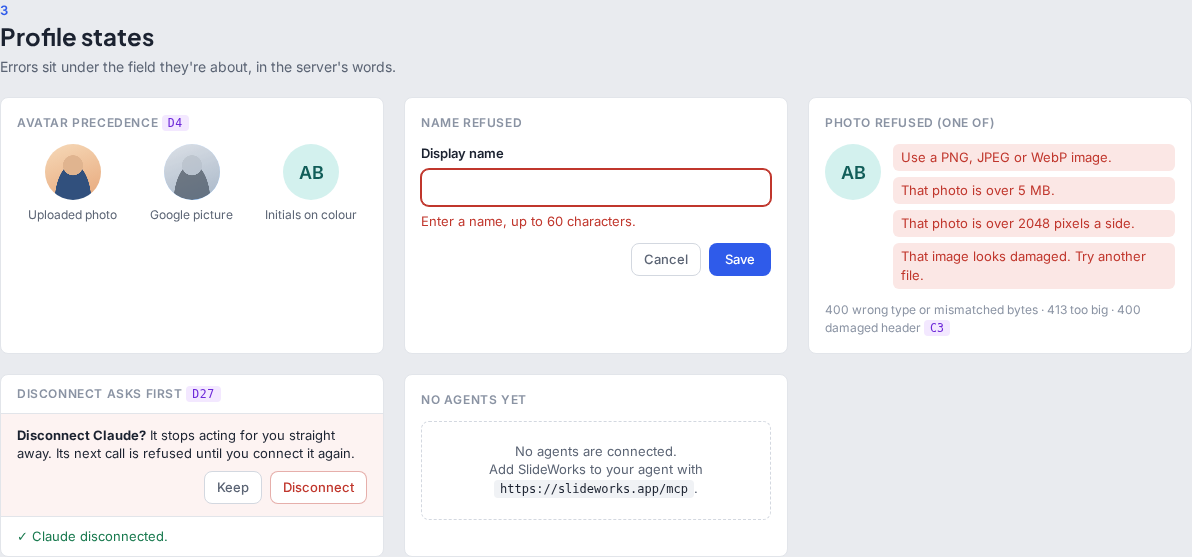 3
Profile states
Errors sit under the field they're about, in the server's words.
AVATAR PRECEDENCE D4
Uploaded photo
Google picture
AB
Initials on colour
NAME REFUSED
Display name
Enter a name, up to 60 characters.
Cancel
Save
PHOTO REFUSED (ONE OF)
AB
Use a PNG, JPEG or WebP image.
That photo is over 5 MB.
That photo is over 2048 pixels a side.
That image looks damaged. Try another
file.
400 wrong type or mismatched bytes · 413 too big · 400
damaged header C3
DISCONNECT ASKS FIRST D27
Disconnect Claude? It stops acting for you straight
away. Its next call is refused until you connect it again.
Keep
Disconnect
✓ Claude disconnected.
NO AGENTS YET
No agents are connected.
Add SlideWorks to your agent with
https://slideworks.app/mcp.